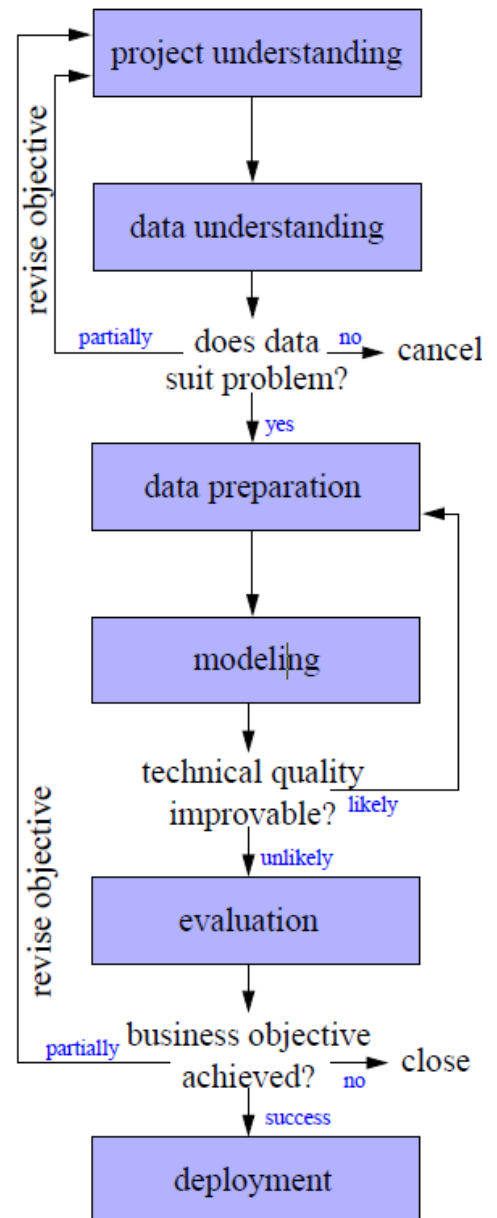 project understanding
revise objective
data understanding
partially
does data
suit problem?
no
cancel
yes
data preparation
modeling
technical quality
improvable?
likely
unlikely
revise objective
evaluation
partially
business objective
achieved?
no
close
success
deployment